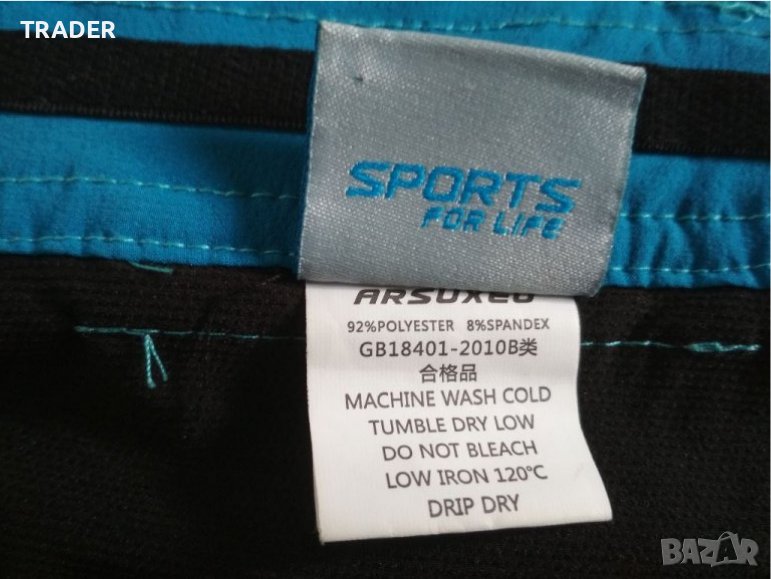 TRADER
SPORTS
FOR LIFE
ARSUXEO
92%POLYESTER 8%SPANDEX
GB18401-2010B类
合格品
MACHINE WASH COLD
TUMBLE DRY LOW
DO NOT BLEACH
LOW IRON 120℃
DRIP DRY
BAZAR